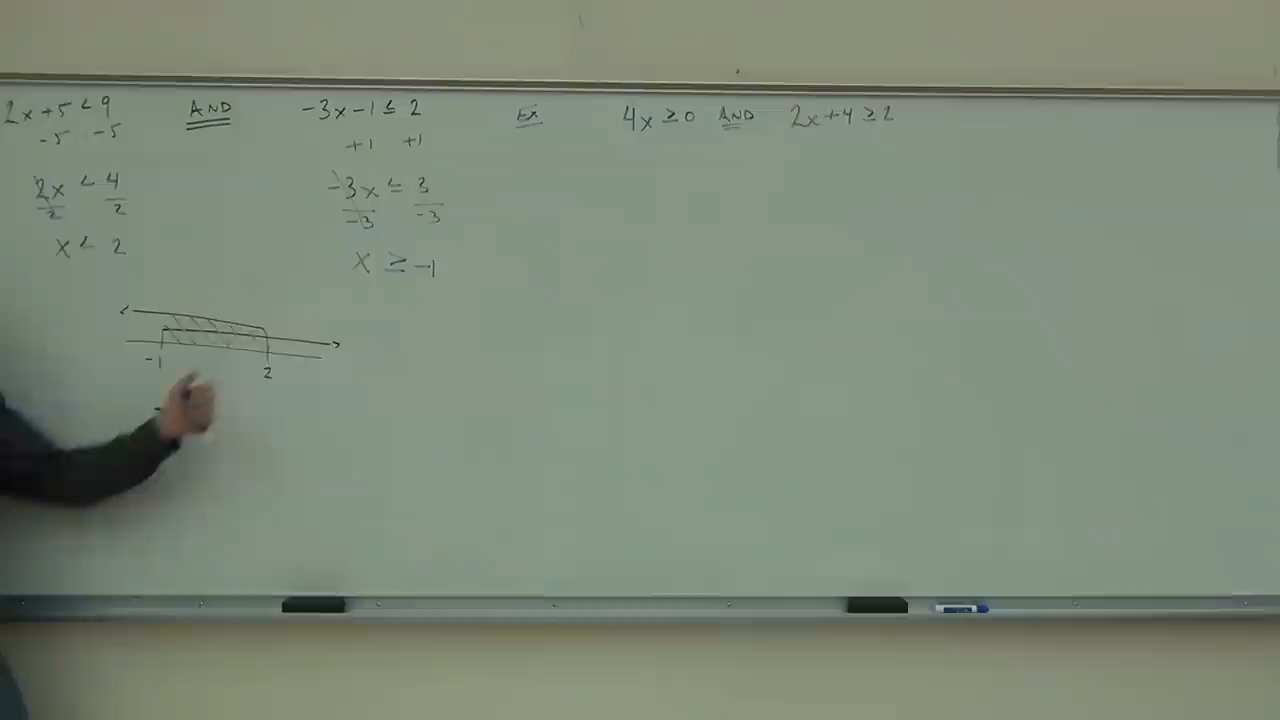 2x+5<9 AND -3x-1≤2 Ex 4x≥0 AND 2x+4≥2
-5 -5 +1 +1
2x<4 -3x≤3
2 2 -3 -3
x<2 x≥-1
-1 2